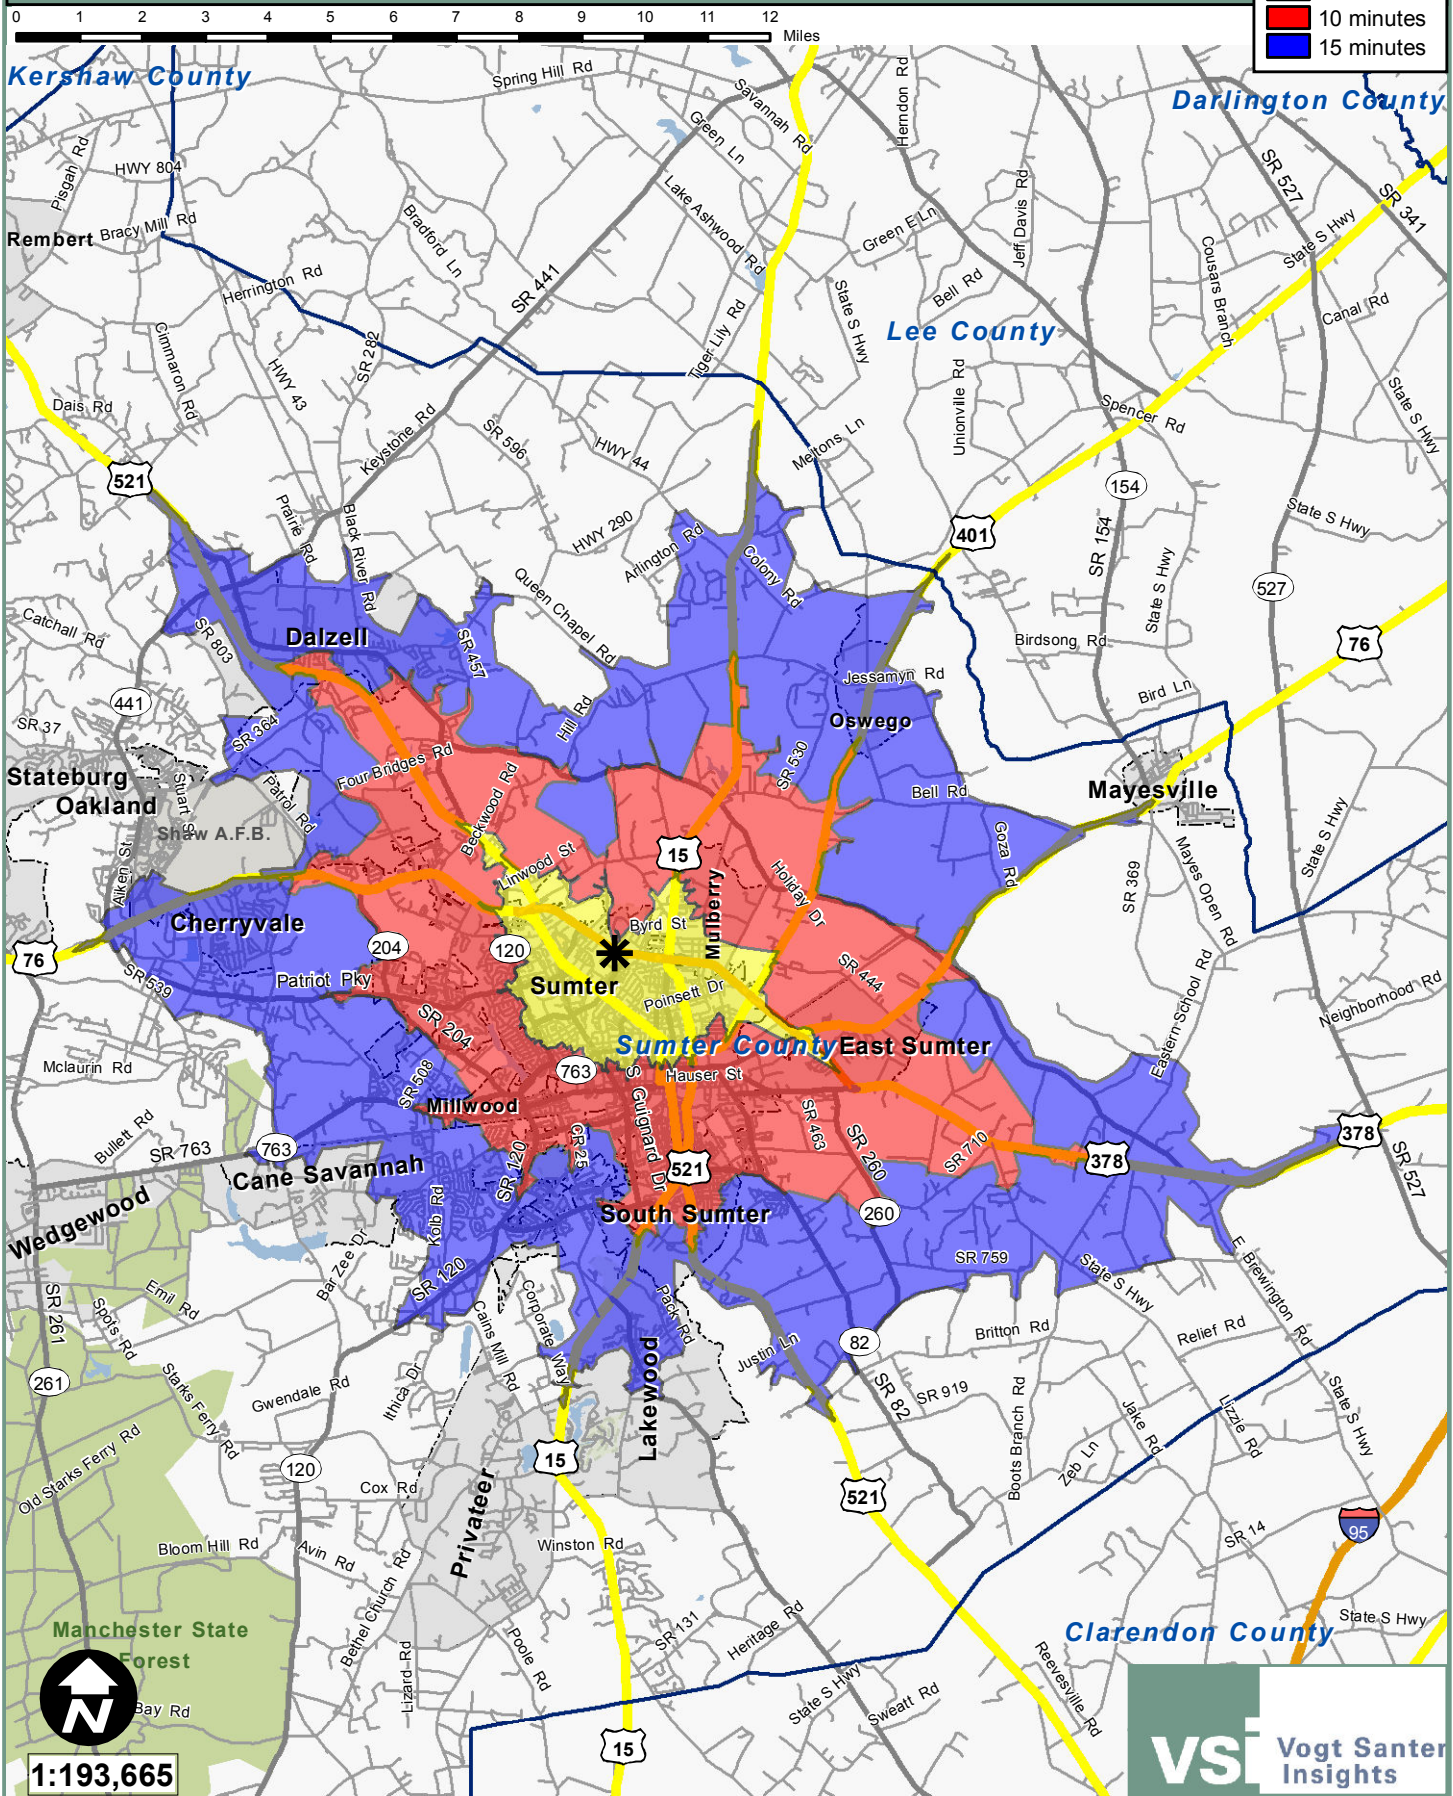 0 1 2 3 4 5 6 7 8 9 10 11 12 Miles
10 minutes
15 minutes
Kershaw County
Spring Hill Rd
Savannah Rd
Herndon Rd
Darlington County
Green Ln
Pisgah Rd
HWY 804
SR 527
SR 341
Lake Ashwood Rd
Jeff Davis Rd
Rembert
Bracy Mill Rd
Bradford Ln
Green E Ln
State S Hwy
Cousars Branch
Herrington Rd
SR 441
Bell Rd
State S Hwy
Canal Rd
Lee County
Cimmaron Rd
SR 282
HWY 43
Tiger Lily Rd
Unionville Rd
State S Hwy
Dais Rd
Keystone Rd
SR 596
HWY 44
Meltons Ln
Spencer Rd
521
154
Prairie Rd
Black River Rd
HWY 290
Arlington Rd
401
State S Hwy
SR 154
Colony Rd
State S Hwy
527
Queen Chapel Rd
Catchall Rd
SR 803
Dalzell
SR 457
Birdsong Rd
76
Jessamyn Rd
Bird Ln
441
SR 37
SR 364
Hill Rd
Oswego
Four Bridges Rd
SR 530
Stateburg
Oakland
Stuart S
Patrol Rd
Bell Rd
Mayesville
Shaw A.F.B.
Beckwood Rd
Linwood St
15
Goza Rd
State S Hwy
Aiken St
Holiday Dr
SR 369
Mayes Open Rd
Cherryvale
Byrd St
Mulberry
76
204
120
SR 539
Patriot Pky
Sumter
Poinsett Dr
SR 444
Eastern School Rd
Neighborhood Rd
SR 204
Sumter County
East Sumter
Mclaurin Rd
SR 508
763
Hauser St
Millwood
S Guignard Dr
SR 463
SR 260
Bullett Rd
SR 763
763
CR 25
SR 710
378
378
SR 527
Cane Savannah
SR 120
521
Wedgewood
Kolb Rd
South Sumter
260
Bar Zee Dr
SR 759
E Brewington Rd
SR 120
State S Hwy
Emil Rd
SR 261
Spots Rd
Cains Mill Rd
Corporate Way
Pack Rd
Britton Rd
Relief Rd
82
Justin Ln
Lakewood
261
Starks Ferry Rd
Gwendale Rd
Ithica Dr
SR 82
SR 919
Boots Branch Rd
Jake Rd
Lizzie Rd
State S Hwy
Old Starks Ferry Rd
120
Cox Rd
15
Zeb Ln
521
Privateer
95
SR 14
Bloom Hill Rd
Avin Rd
Winston Rd
Bethel Church Rd
Manchester State
Forest
SR 131
Heritage Rd
State S Hwy
Clarendon County
Poole Rd
Lizard Rd
Reevesville Rd
State S Hwy
Sweatt Rd
Bay Rd
N
15
1:193,665
vsi
Vogt Santer
Insights